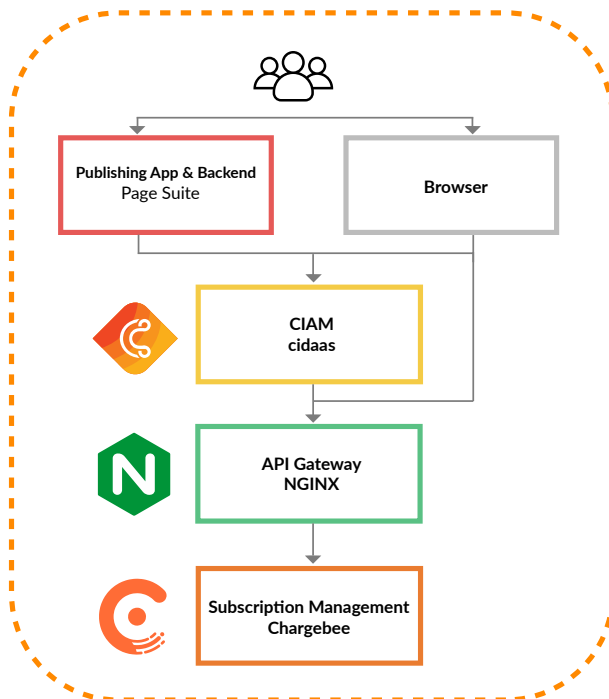 Publishing App & Backend
Page Suite
Browser
CIAM
cidaas
API Gateway
NGINX
Subscription Management
Chargebee